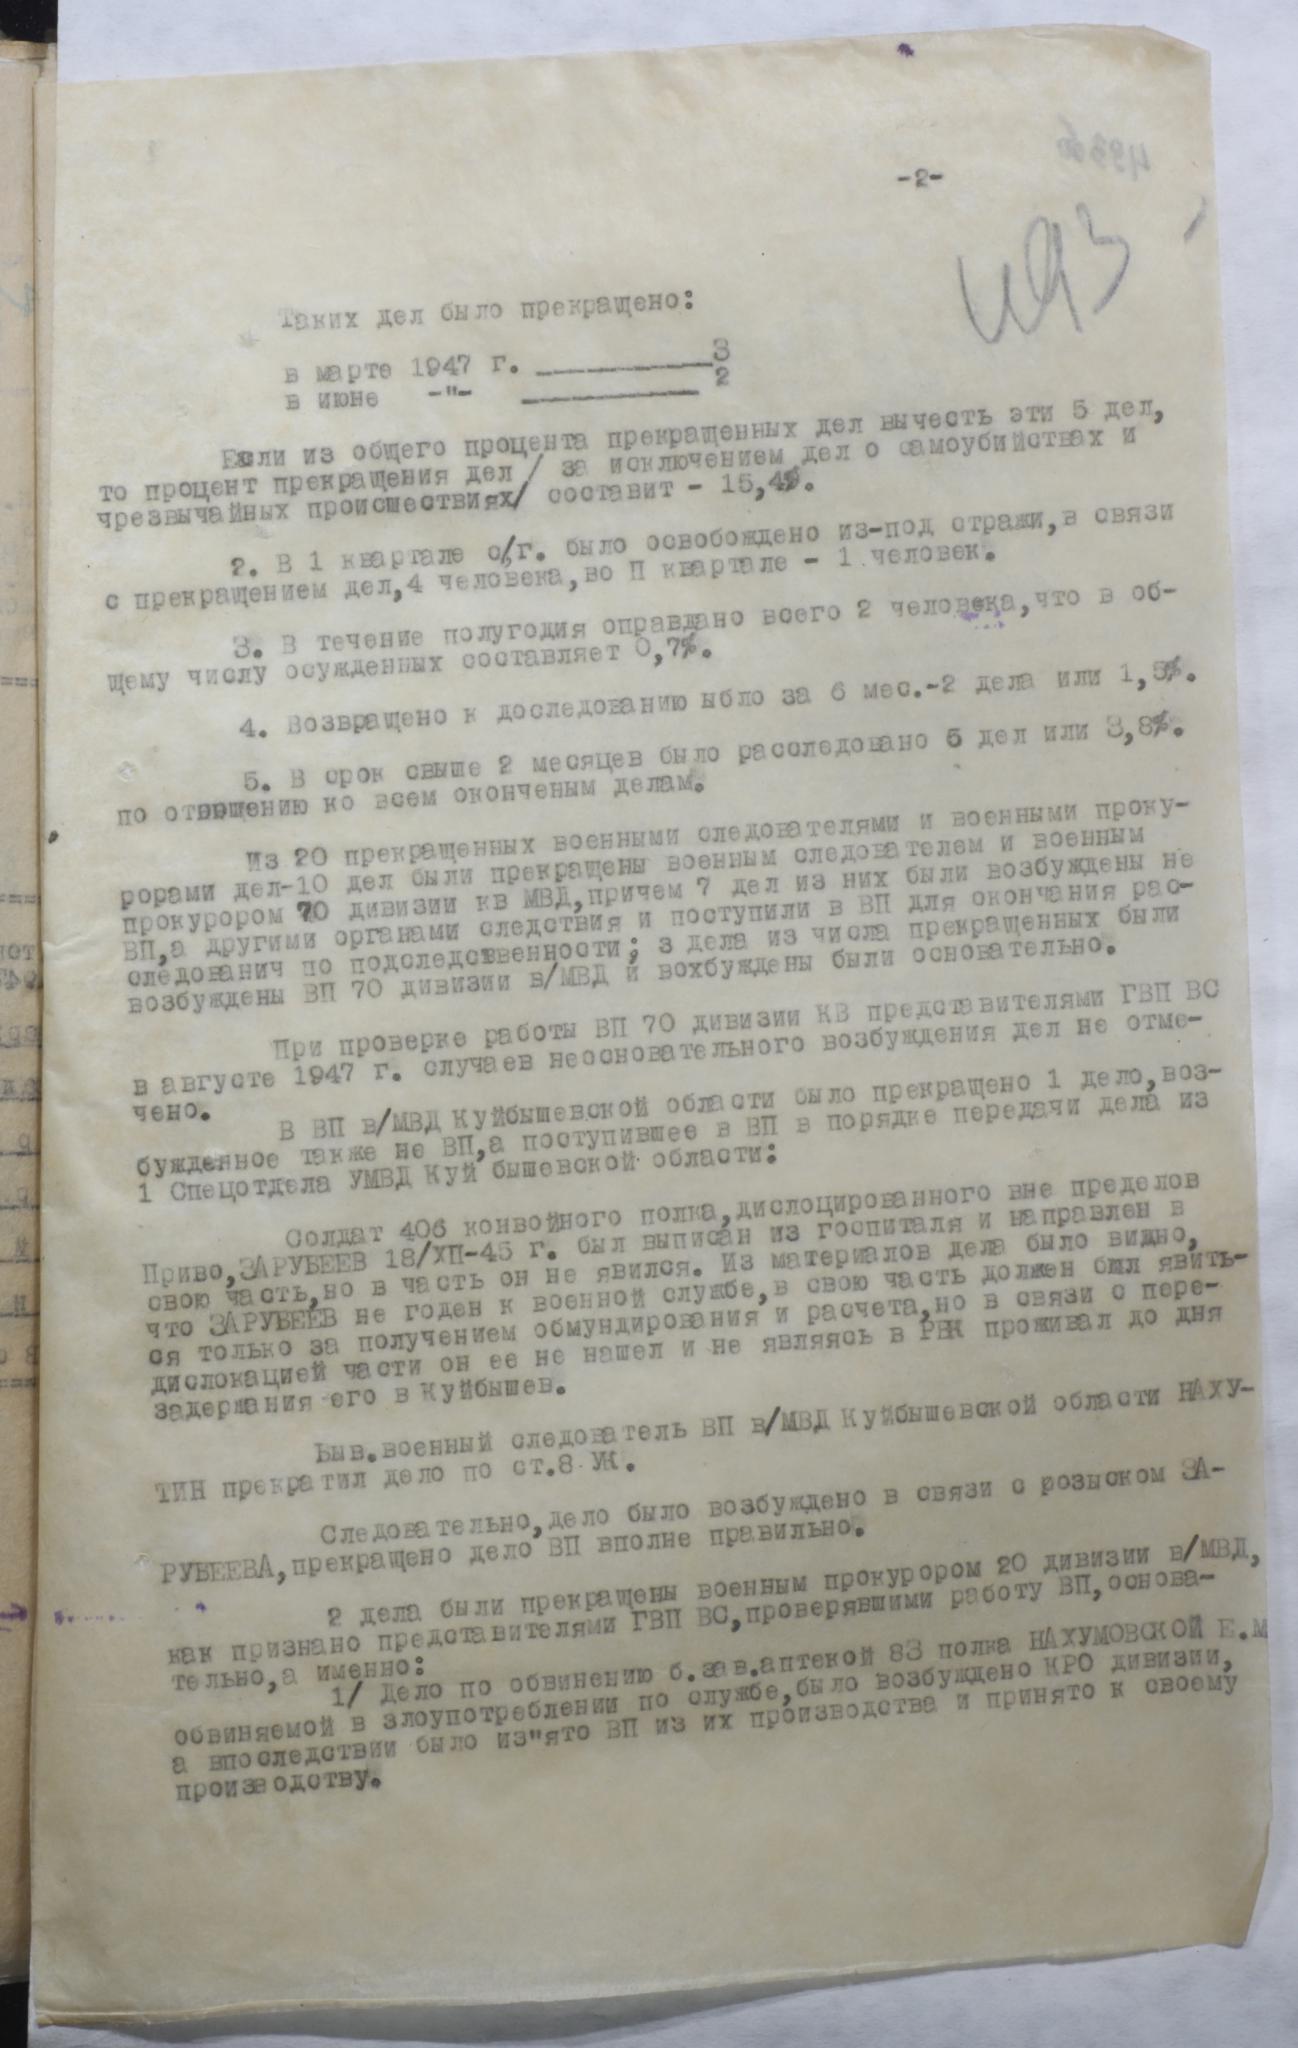 -2-
493
Таких дел было прекращено:
в марте 1947 г. ____________3
в июне -"- ____________2
Если из общего процента прекращенных дел вычесть эти 5 дел,
то процент прекращения дел / за исключением дел о самоубийствах и
чрезвычайных происшествиях/ составит - 15,4%.
2. В 1 квартале с/г. было освобождено из-под стражи,в связи
с прекращением дел,4 человека,во П квартале - 1 человек.
3. В течение полугодия оправдано всего 2 человека,что в об-
щему числу осужденных составляет 0,7%.
4. Возвращено к доследованию ыбло за 6 мес.-2 дела или 1,5%.
5. В срок свыше 2 месяцев было расследовано 5 дел или 3,8%.
по отношению ко всем оконченым делам.
Из 20 прекращенных военными следователями и военными проку-
рорами дел-10 дел были прекращены военным следователем и военным
прокурором 70 дивизии кв МВД,причем 7 дел из них были возбуждены не
ВП,а другими органами следствия и поступили в ВП для окончания рас-
следованич по подследственности; 3 дела из числа прекращенных были
возбуждены ВП 70 дивизии в/МВД и вохбуждены были основательно.
При проверке работы ВП 70 дивизии КВ представителями ГВП ВС
в августе 1947 г. случаев неосновательного возбуждения дел не отме-
чено.
В ВП в/МВД Куйбышевской области было прекращено 1 дело,воз-
бужденное также не ВП,а поступившее в ВП в порядке передачи дела из
1 Спецотдела УМВД Куй бышевской области:
Солдат 406 конвойного полка,дислоцированного вне пределов
Приво,ЗАРУБЕЕВ 18/ХП-45 г. был выписан из госпиталя и направлен в
свою часть,но в часть он не явился. Из материалов дела было видно,
что ЗАРУБЕЕВ не годен к военной службе,в свою часть должен был явить-
ся только за получением обмундирования и расчета,но в связи с пере-
дислокацией части он ее не нашел и не являясь в РВК проживал до дня
задержания его в Куйбышев.
Быв.военный следователь ВП в/МВД Куйбышевской области НАХУ-
ТИН прекратил дело по ст.8 УК.
Следовательно,дело было возбуждено в связи с розыском ЗА-
РУБЕЕВА,прекращено дело ВП вполне правильно.
2 дела были прекращены военным прокурором 20 дивизии в/МВД,
как признано представителями ГВП ВС,проверявшими работу ВП,основа-
тельно,а именно:
1/ Дело по обвинению б.зав.аптекой 83 полка НАХУМОВСКОЙ Е.М
обвиняемой в злоупотреблении по службе,было возбуждено КРО дивизии,
а впоследствии было из"ято ВП из их производства и принято к своему
производству.